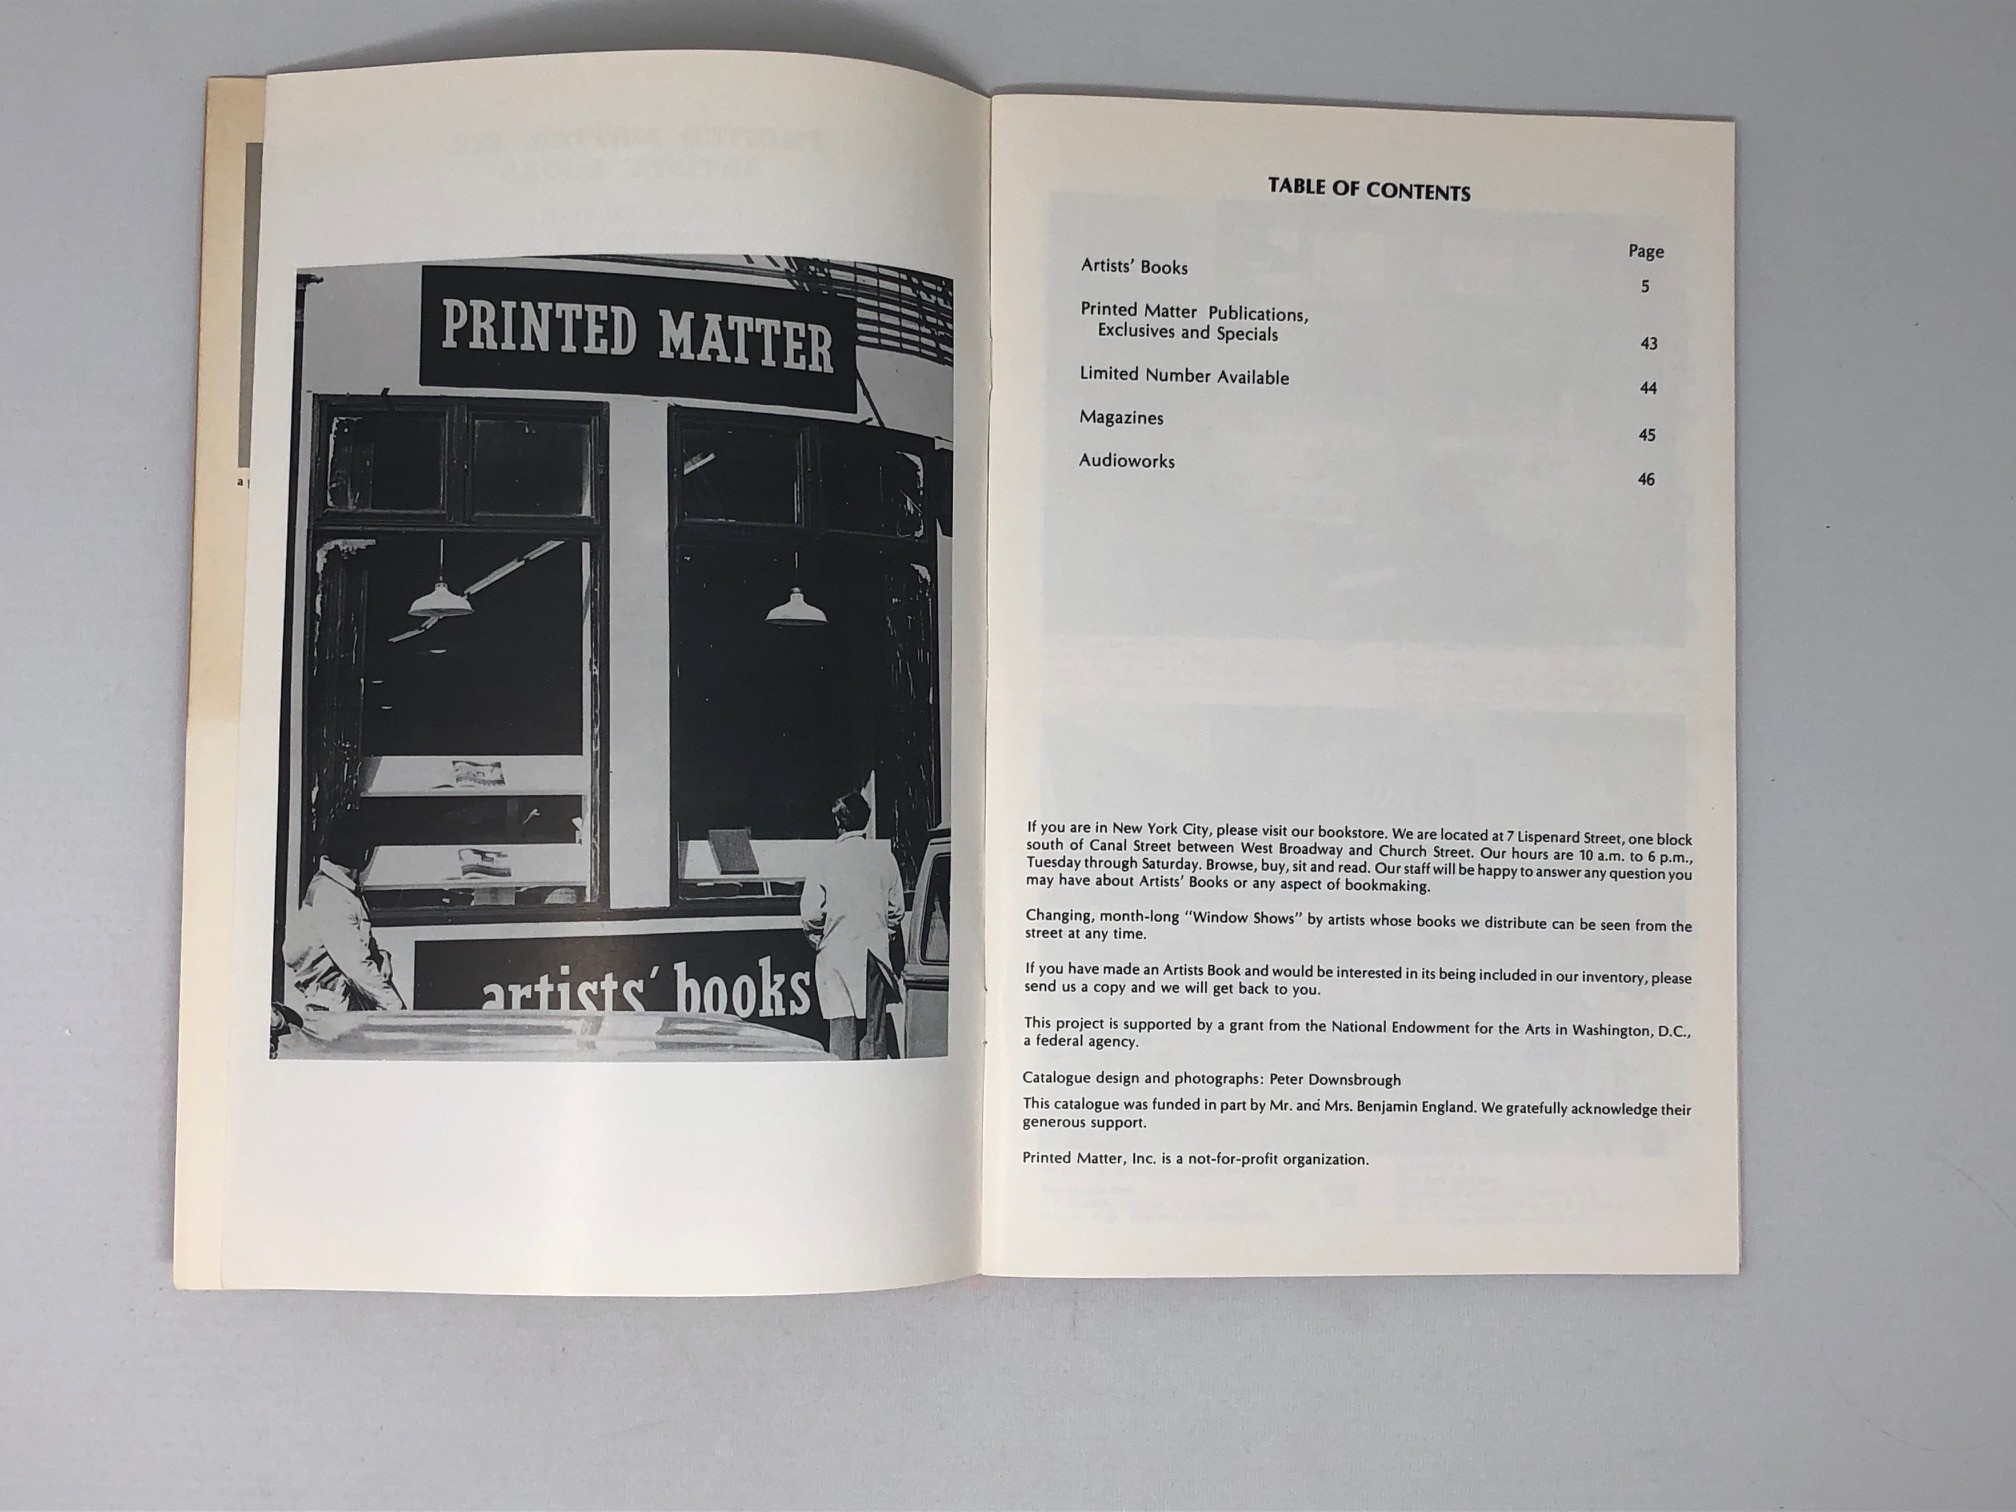 PRINTED MATTER
artists' books
a
TABLE OF CONTENTS
Page
Artists' Books
5
Printed Matter Publications,
Exclusives and Specials
43
Limited Number Available
44
Magazines
45
Audioworks
46
If you are in New York City, please visit our bookstore. We are located at 7 Lispenard Street, one block
south of Canal Street between West Broadway and Church Street. Our hours are 10 a.m. to 6 p.m.,
Tuesday through Saturday. Browse, buy, sit and read. Our staff will be happy to answer any question you
may have about Artists' Books or any aspect of bookmaking.
Changing, month-long "Window Shows" by artists whose books we distribute can be seen from the
street at any time.
If you have made an Artists Book and would be interested in its being included in our inventory, please
send us a copy and we will get back to you.
This project is supported by a grant from the National Endowment for the Arts in Washington, D.C.,
a federal agency.
Catalogue design and photographs: Peter Downsbrough
This catalogue was funded in part by Mr. and Mrs. Benjamin England. We gratefully acknowledge their
generous support.
Printed Matter, Inc. is a not-for-profit organization.